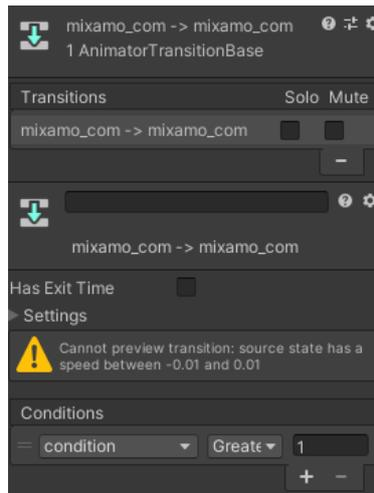 mixamo_com -> mixamo_com
1 AnimatorTransitionBase
Transitions Solo Mute
mixamo_com -> mixamo_com
mixamo_com -> mixamo_com
Has Exit Time
Settings
Cannot preview transition: source state has a
speed between -0.01 and 0.01
Conditions
condition Greate 1